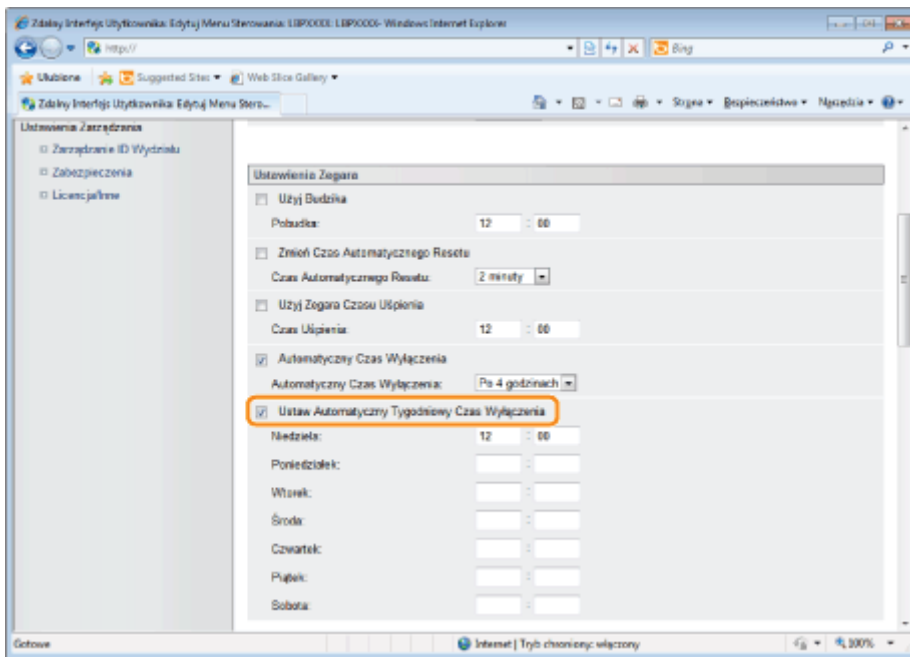 Zdalny Interfejs Użytkownika: Edytuj Menu Sterowania: LBPXXXX: LBPXXXX- Windows Internet Explorer
http://
Bing
Ulubione Suggested Sites Web Slice Gallery
Zdalny Interfejs Użytkownika: Edytuj Menu Stero... Strona Bezpieczeństwo Narzędzia
Ustawienia Zarządzania
Zarządzanie ID Wydziału
Zabezpieczenia
Licencja/Inne
Ustawienia Zegara
Użyj Budzika
Pobudka: 12 : 00
Zmień Czas Automatycznego Resetu
Czas Automatycznego Resetu: 2 minuty
Użyj Zegara Czasu Uśpienia
Czas Uśpienia: 12 : 00
Automatyczny Czas Wyłączenia
Automatyczny Czas Wyłączenia: Po 4 godzinach
Ustaw Automatyczny Tygodniowy Czas Wyłączenia
Niedziela: 12 : 00
Poniedziałek: :
Wtorek: :
Środa: :
Czwartek: :
Piątek: :
Sobota: :
Gotowe Internet | Tryb chroniony: włączony 100%